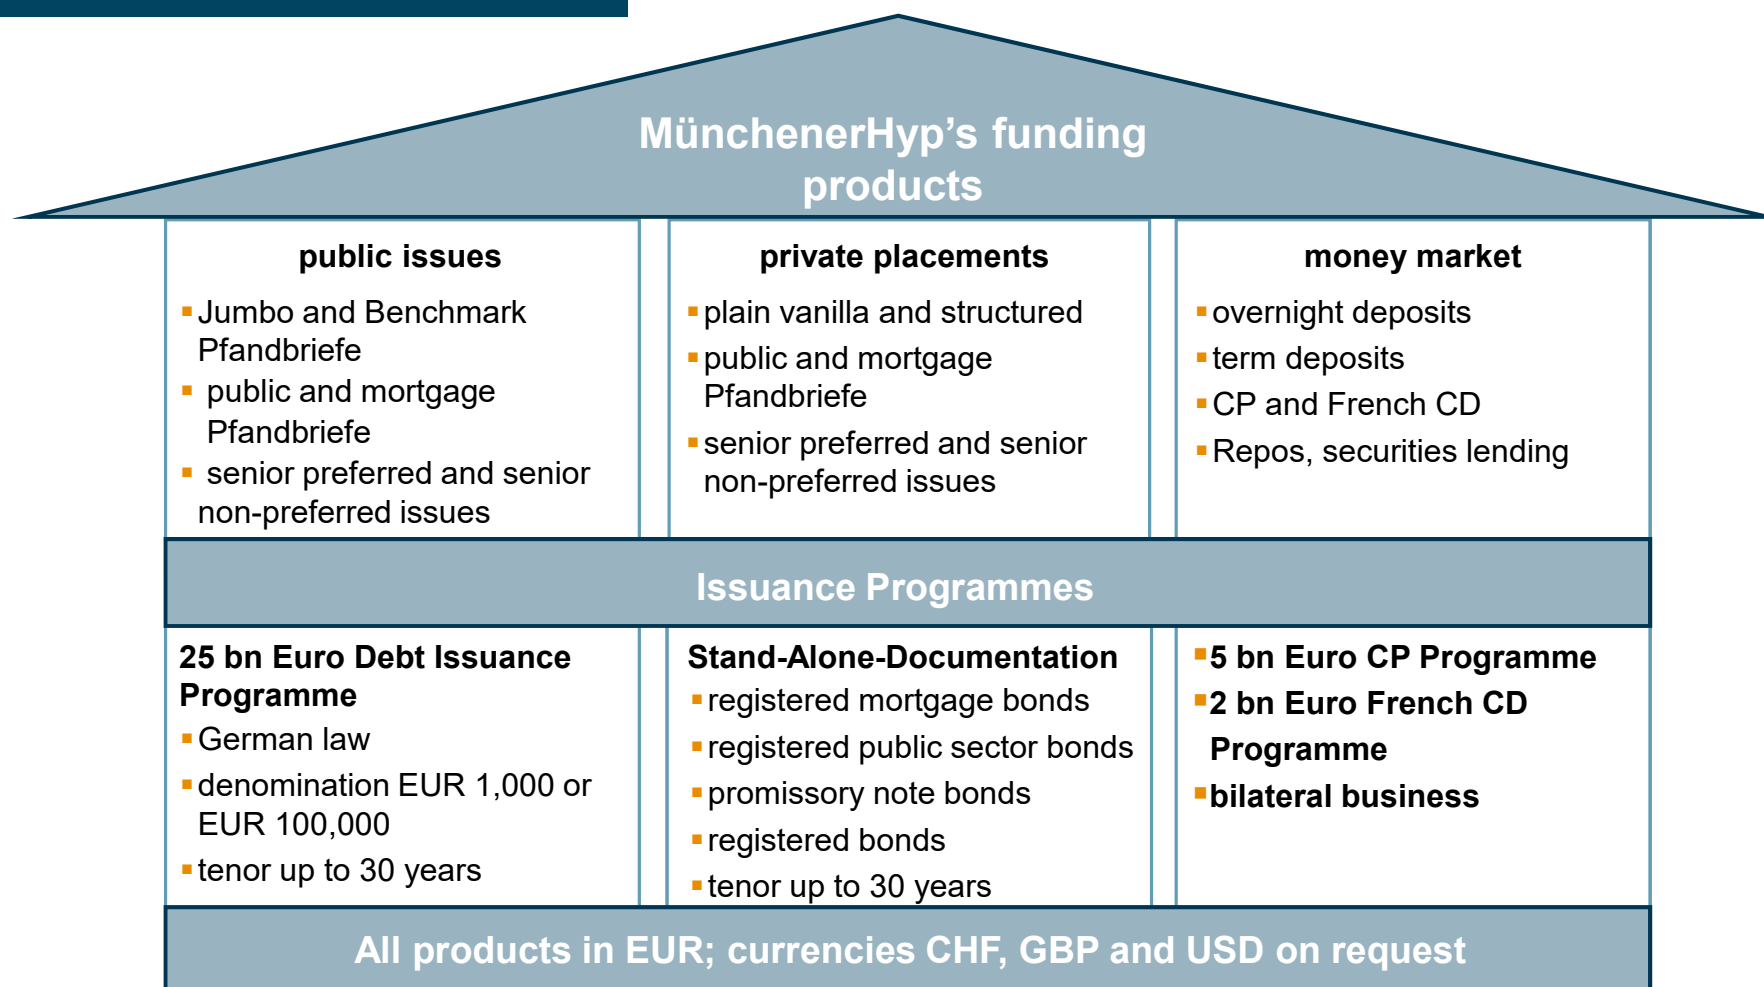 MünchenerHyp’s funding
products
public issues
▪Jumbo and Benchmark
Pfandbriefe
▪ public and mortgage
Pfandbriefe
▪ senior preferred and senior
non-preferred issues
private placements
▪plain vanilla and structured
▪public and mortgage
Pfandbriefe
▪senior preferred and senior
non-preferred issues
money market
▪overnight deposits
▪term deposits
▪CP and French CD
▪Repos, securities lending
Issuance Programmes
25 bn Euro Debt Issuance
Programme
▪German law
▪denomination EUR 1,000 or
EUR 100,000
▪tenor up to 30 years
Stand-Alone-Documentation
▪registered mortgage bonds
▪registered public sector bonds
▪promissory note bonds
▪registered bonds
▪tenor up to 30 years
▪5 bn Euro CP Programme
▪2 bn Euro French CD
Programme
▪bilateral business
All products in EUR; currencies CHF, GBP and USD on request